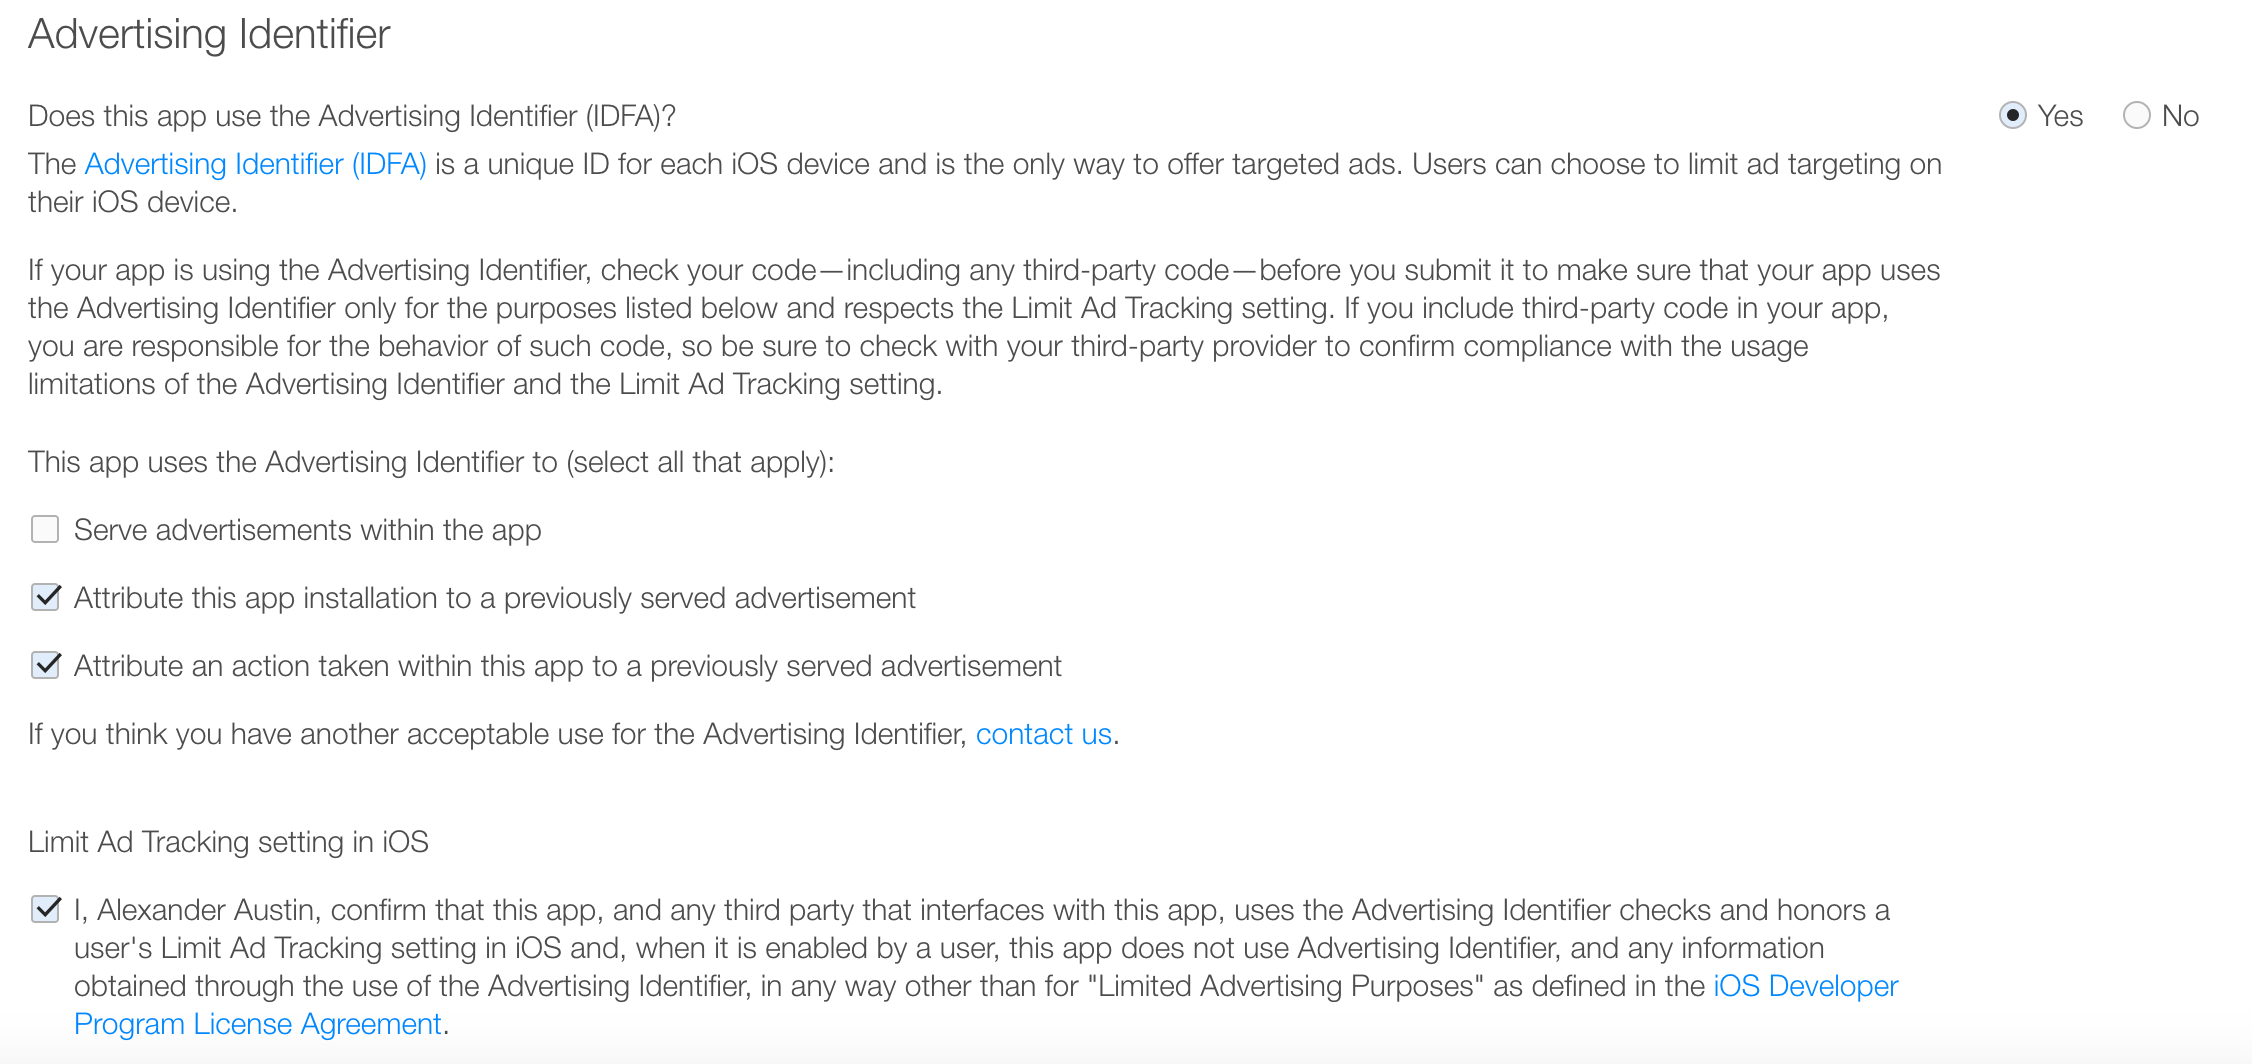 Advertising Identifier
Does this app use the Advertising Identifier (IDFA)?
Yes
No
The Advertising Identifier (IDFA) is a unique ID for each iOS device and is the only way to offer targeted ads. Users can choose to limit ad targeting on
their iOS device.
If your app is using the Advertising Identifier, check your code—including any third-party code—before you submit it to make sure that your app uses
the Advertising Identifier only for the purposes listed below and respects the Limit Ad Tracking setting. If you include third-party code in your app,
you are responsible for the behavior of such code, so be sure to check with your third-party provider to confirm compliance with the usage
limitations of the Advertising Identifier and the Limit Ad Tracking setting.
This app uses the Advertising Identifier to (select all that apply):
Serve advertisements within the app
Attribute this app installation to a previously served advertisement
Attribute an action taken within this app to a previously served advertisement
If you think you have another acceptable use for the Advertising Identifier, contact us.
Limit Ad Tracking setting in iOS
I, Alexander Austin, confirm that this app, and any third party that interfaces with this app, uses the Advertising Identifier checks and honors a
user's Limit Ad Tracking setting in iOS and, when it is enabled by a user, this app does not use Advertising Identifier, and any information
obtained through the use of the Advertising Identifier, in any way other than for "Limited Advertising Purposes" as defined in the iOS Developer
Program License Agreement.